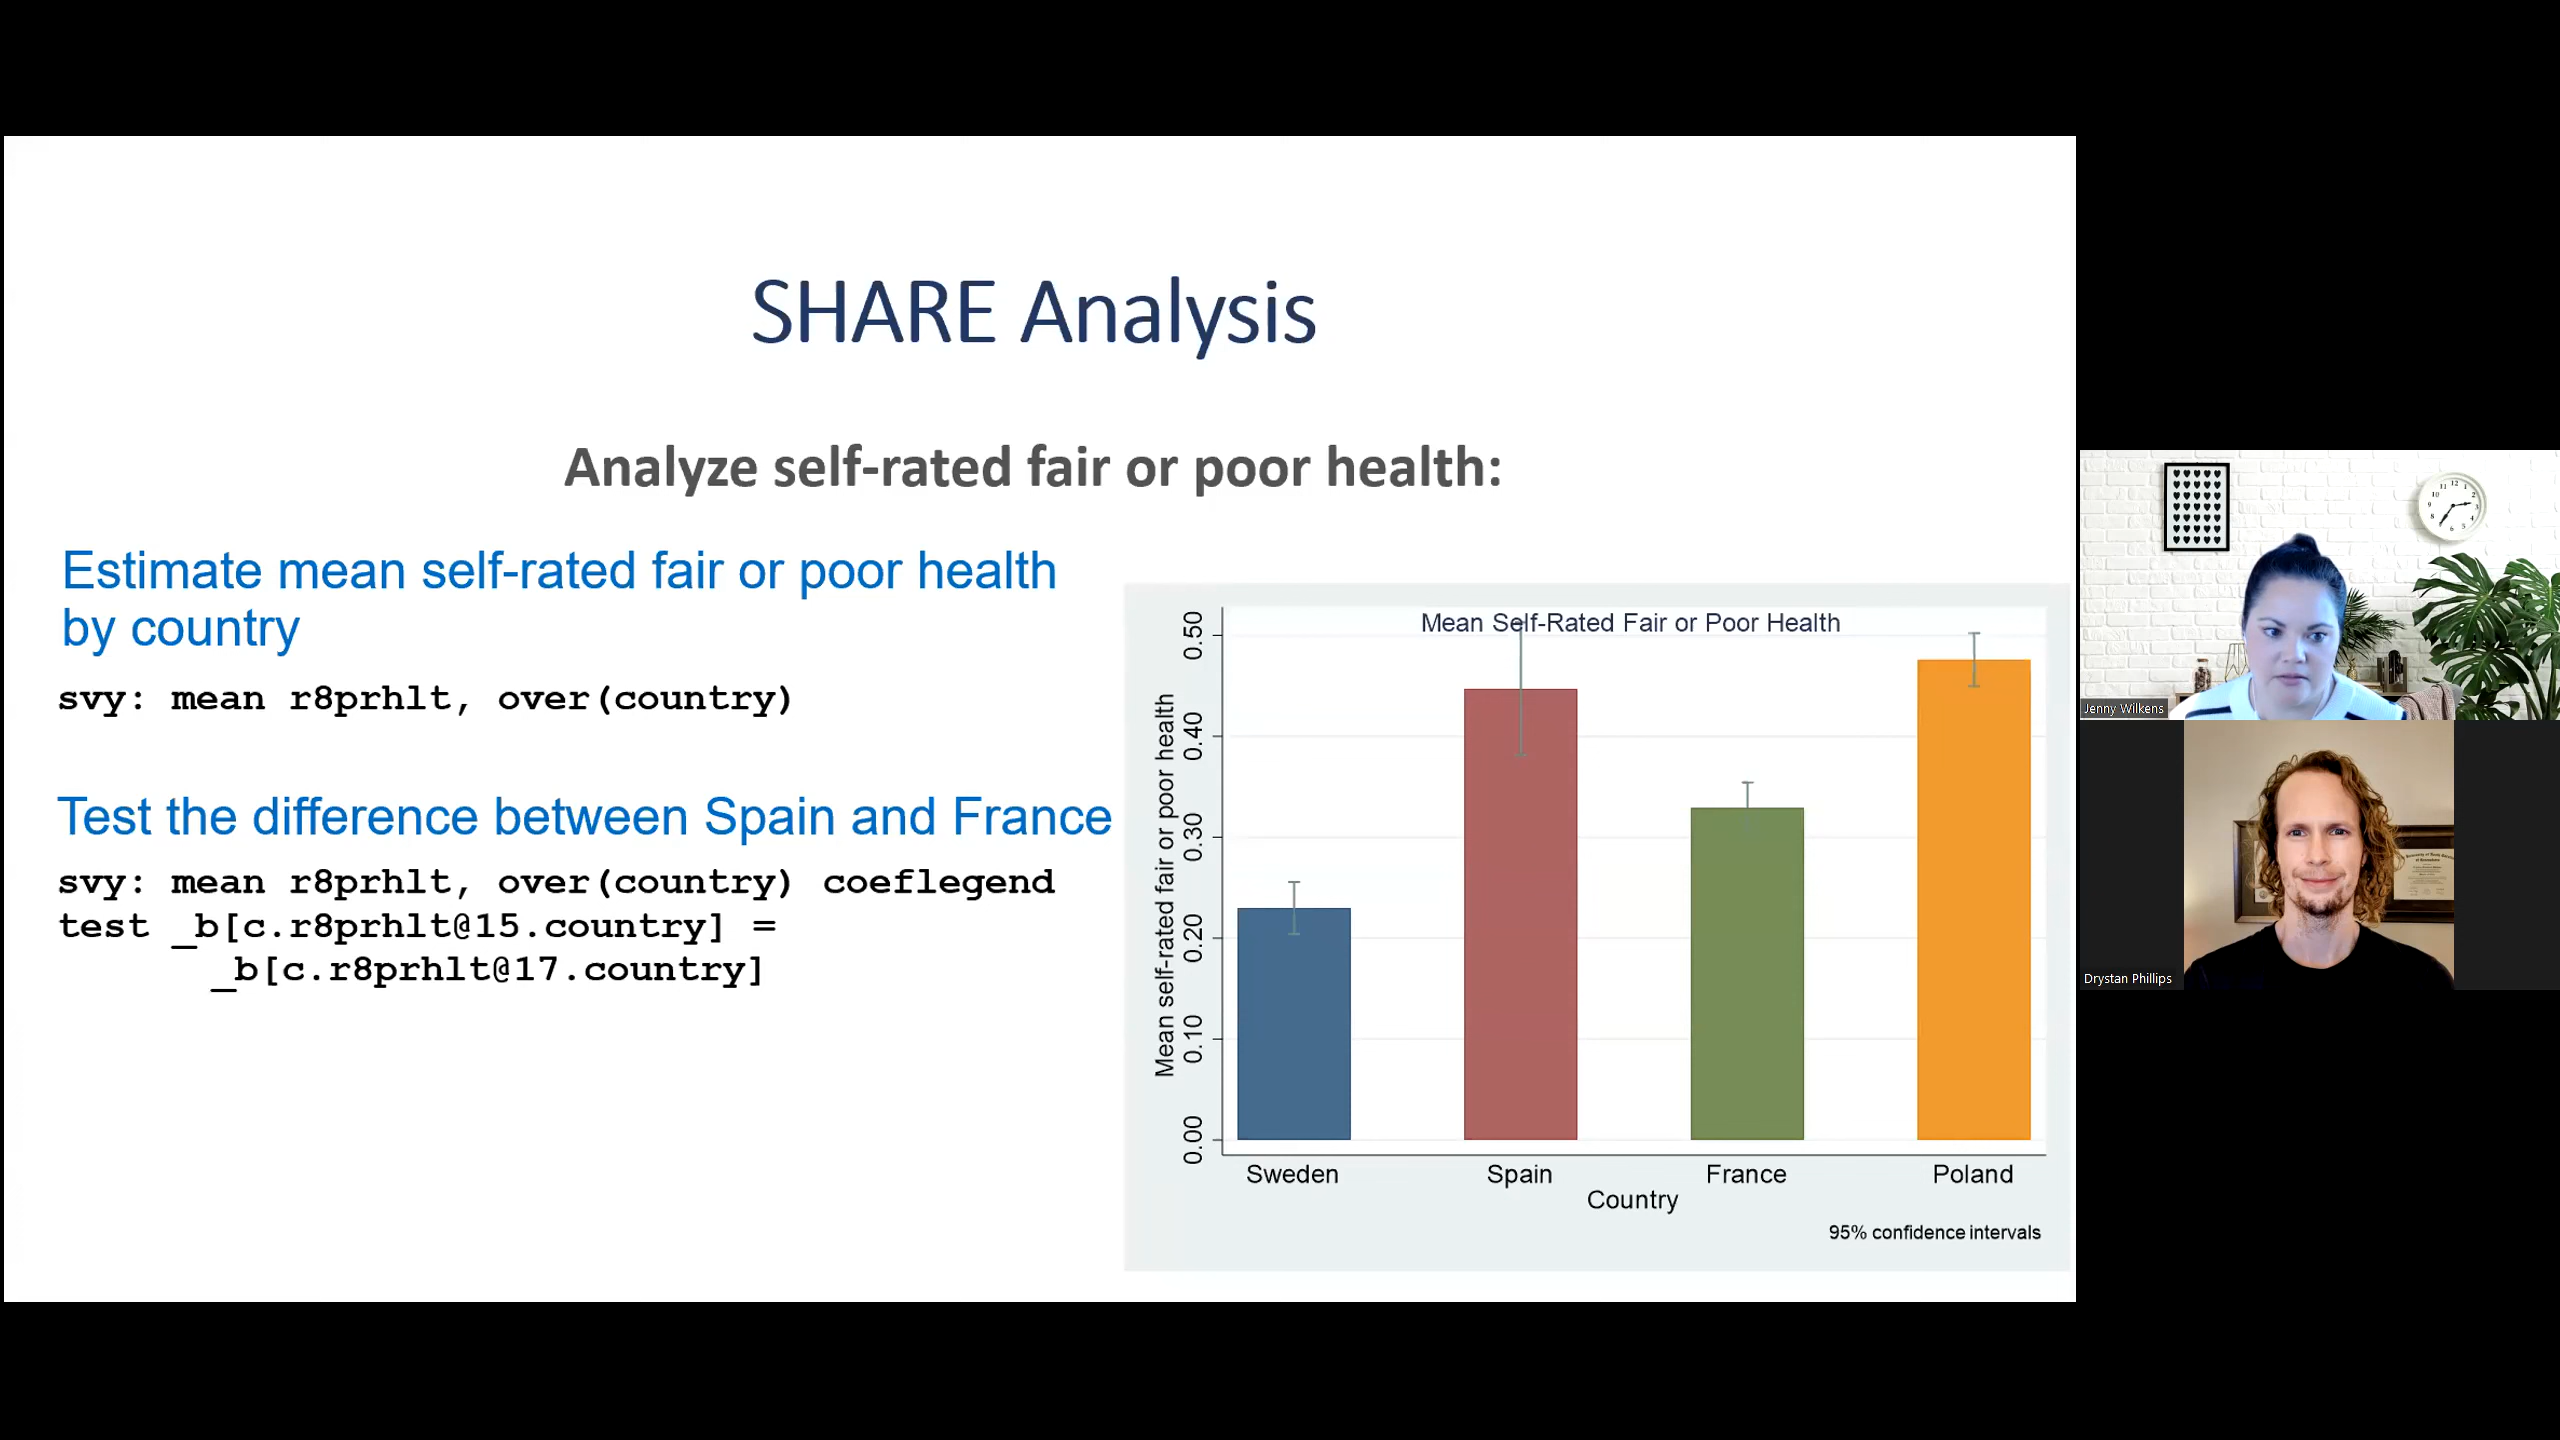 SHARE Analysis
Analyze self-rated fair or poor health:
Estimate mean self-rated fair or poor health
by country
svy: mean r8prhlt, over(country)
Test the difference between Spain and France
svy: mean r8prhlt, over(country) coeflegend
test _b[c.r8prhlt@15.country] =
_b[c.r8prhlt@17.country]
Mean Self-Rated Fair or Poor Health
Mean self-rated fair or poor health
0.50
0.40
0.30
0.20
0.10
0.00
Sweden Spain France Poland
Country
95% confidence intervals
Jenny Wilkens
Drystan Phillips